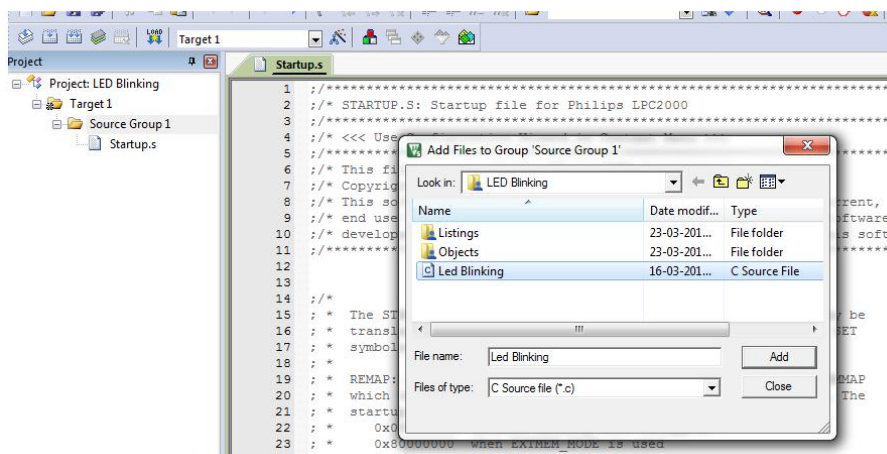 LOAD
Target 1
Project
Startup.s
Project: LED Blinking
Target 1
Source Group 1
Startup.s
1 ;/***********************************************************************
2 ;/* STARTUP.S: Startup file for Philips LPC2000
3 ;/***********************************************************************
4 ;/* <<< Use
5 ;/*********
6 ;/* This fi
7 ;/* Copyrig
8 ;/* This so rent,
9 ;/* end use oftware
10 ;/* develop s soft
11 ;/*********
12
13
14 ;/*
15 ; * The ST y be
16 ; * transl SET
17 ; * symbol
18 ; *
19 ; * REMAP: MMAP
20 ; * which The
21 ; * startu
22 ; * 0x0
23 ; * 0x80000000 when EXTMEM_MODE is used
Add Files to Group 'Source Group 1'
Look in: LED Blinking
Name Date modif... Type
Listings 23-03-201... File folder
Objects 23-03-201... File folder
Led Blinking 16-03-201... C Source File
File name: Led Blinking Add
Files of type: C Source file (*.c) Close